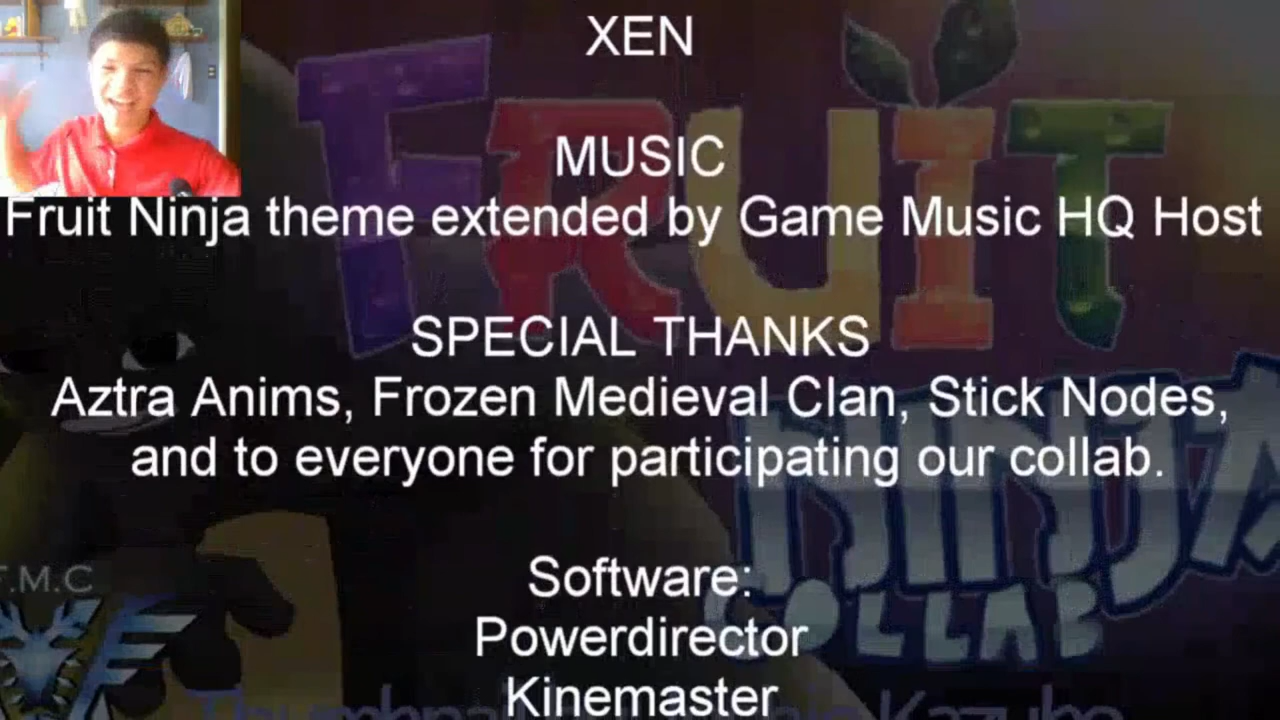 XEN
MUSIC
Fruit Ninja theme extended by Game Music HQ Host
SPECIAL THANKS
Aztra Anims, Frozen Medieval Clan, Stick Nodes,
and to everyone for participating our collab.
Software:
Powerdirector
Kinemaster
FRUIT
NINJA
COLLAB
F.M.C